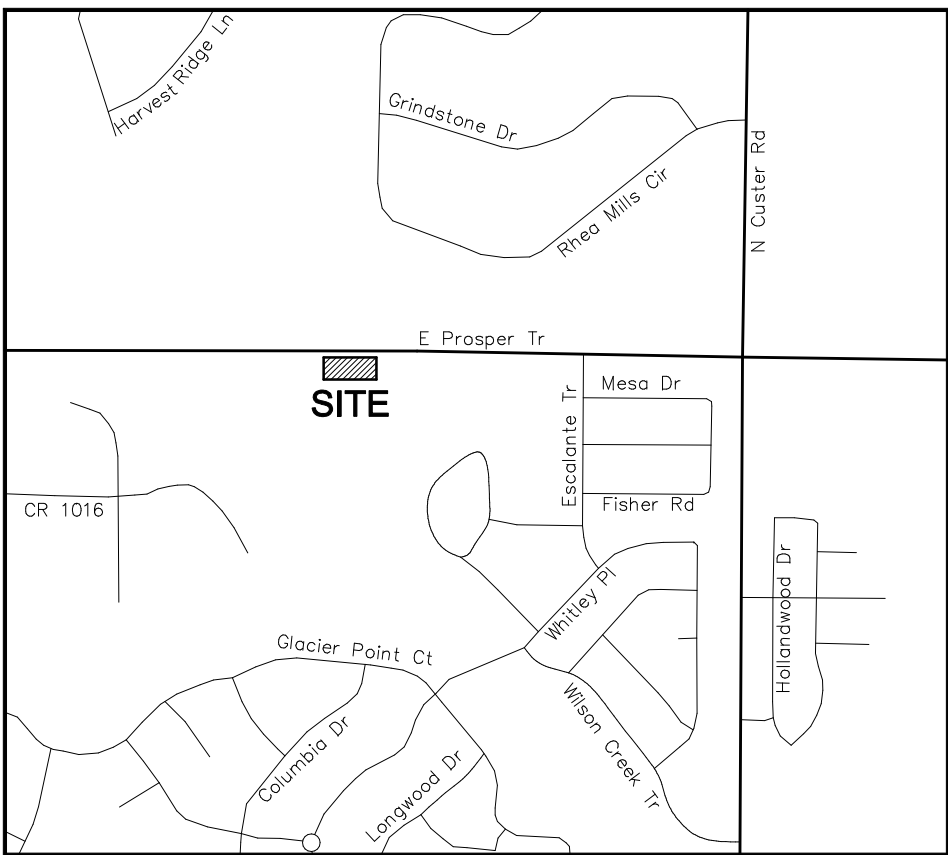 Harvest Ridge Ln
Grindstone Dr
N Custer Rd
Rhea Mills Cir
E Prosper Tr
SITE
Mesa Dr
Escalante Tr
CR 1016
Fisher Rd
Hollandwood Dr
Whitley Pl
Glacier Point Ct
Wilson Creek Tr
Columbia Dr
Longwood Dr